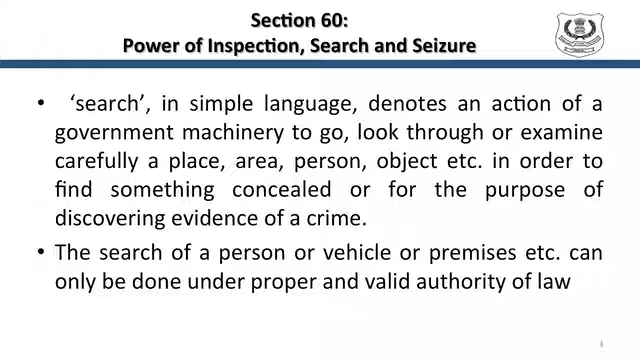 Section 60:
Power of Inspection, Search and Seizure
• ‘search’, in simple language, denotes an action of a
government machinery to go, look through or examine
carefully a place, area, person, object etc. in order to
find something concealed or for the purpose of
discovering evidence of a crime.
• The search of a person or vehicle or premises etc. can
only be done under proper and valid authority of law